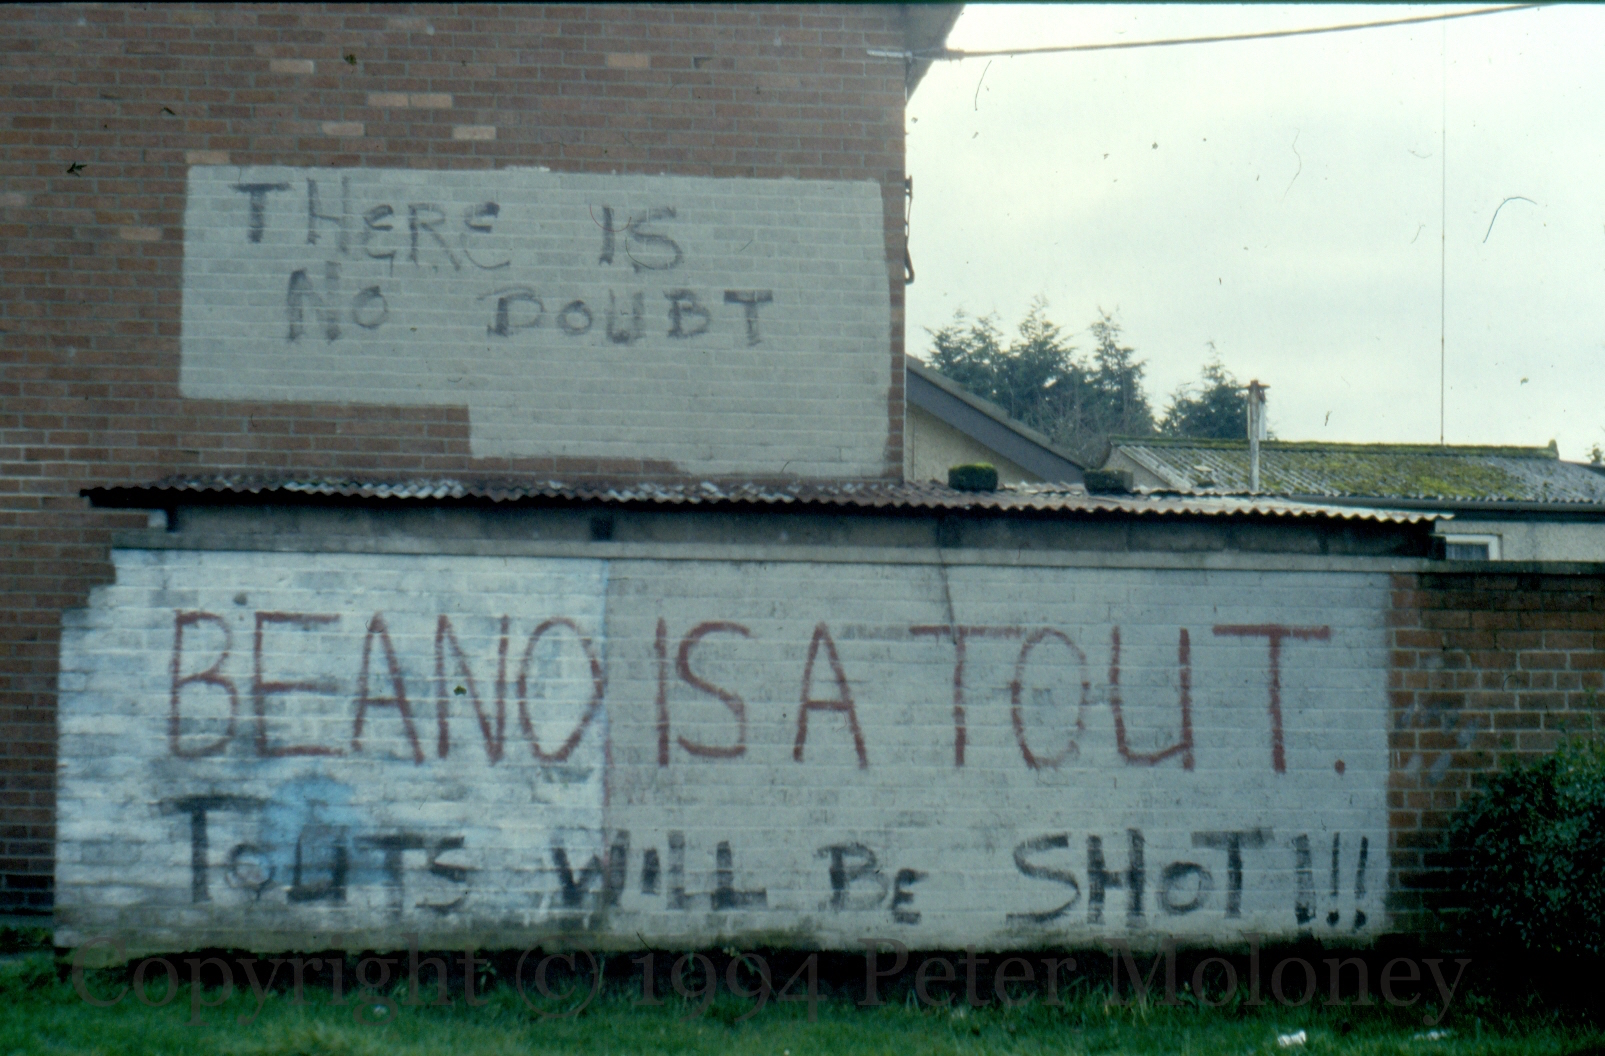 THERE IS
NO DOUBT
BEANO IS A TOUT.
TOUTS WILL BE SHOT!!!
Copyright © 1994 Peter Moloney